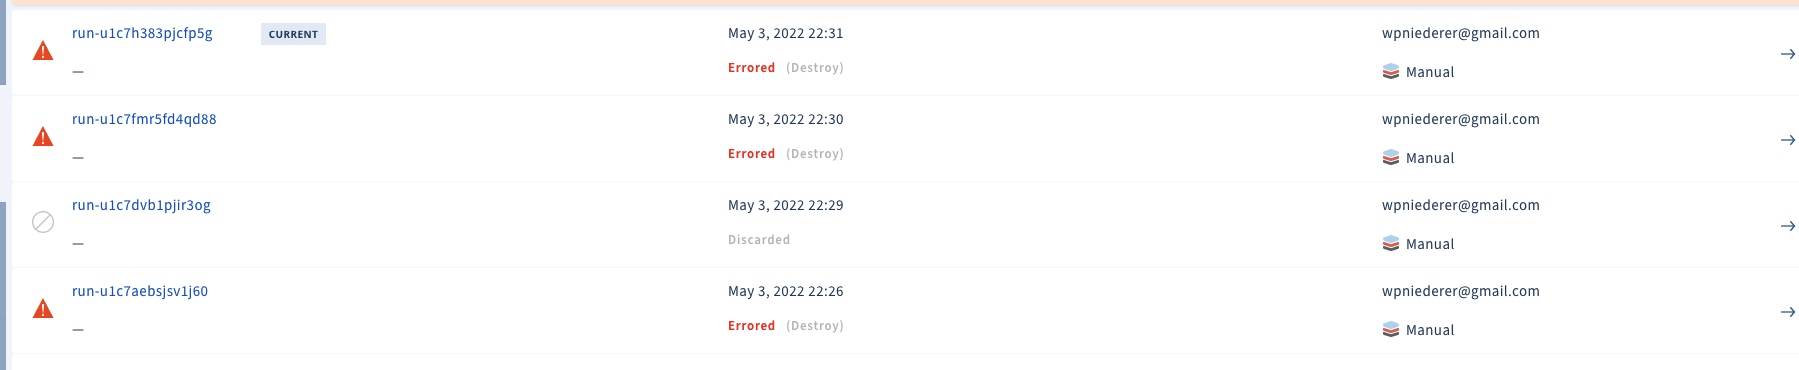 run-u1c7h383pjcfp5g CURRENT May 3, 2022 22:31 wpniederer@gmail.com
— Errored (Destroy) Manual
run-u1c7fmr5fd4qd88 May 3, 2022 22:30 wpniederer@gmail.com
— Errored (Destroy) Manual
run-u1c7dvb1pjir3og May 3, 2022 22:29 wpniederer@gmail.com
— Discarded Manual
run-u1c7aebsjsv1j60 May 3, 2022 22:26 wpniederer@gmail.com
— Errored (Destroy) Manual